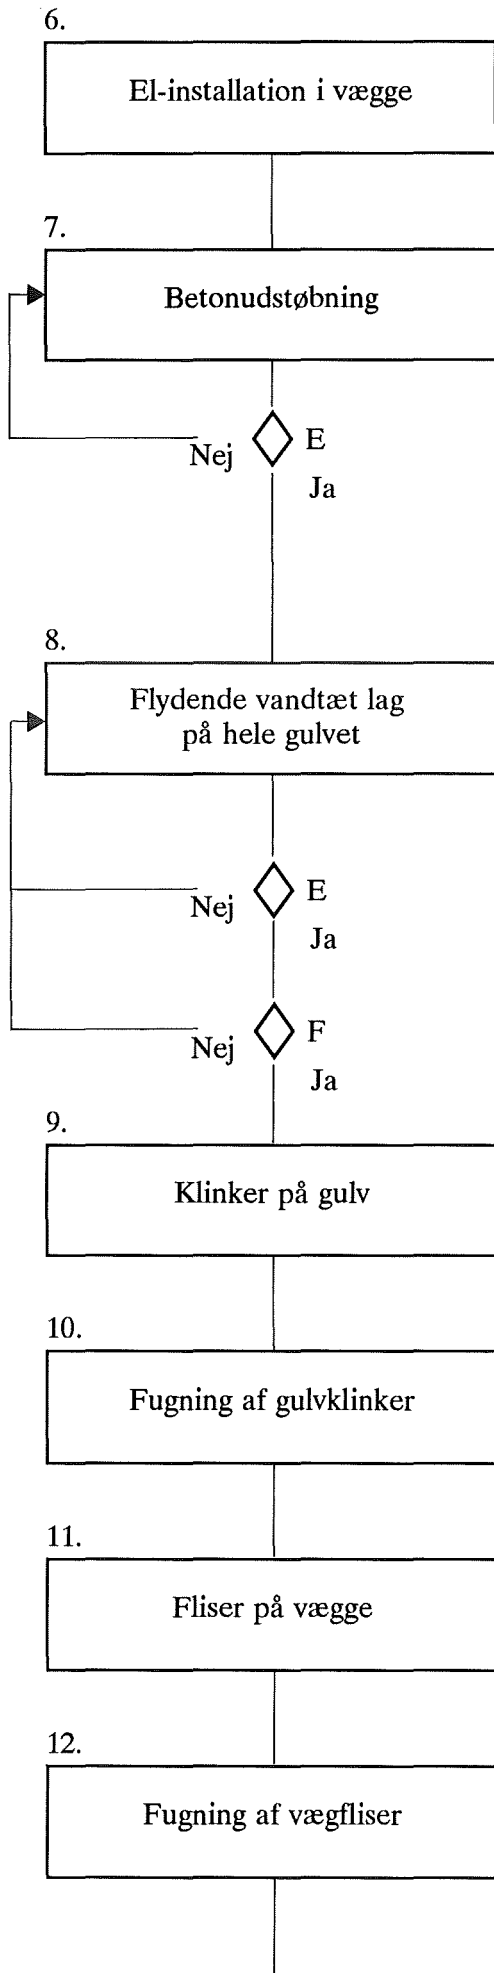 6.
El-installation i vægge
7.
Betonudstøbning
Nej E
Ja
8.
Flydende vandtæt lag
på hele gulvet
Nej E
Ja
Nej F
Ja
9.
Klinker på gulv
10.
Fugning af gulvklinker
11.
Fliser på vægge
12.
Fugning af vægfliser